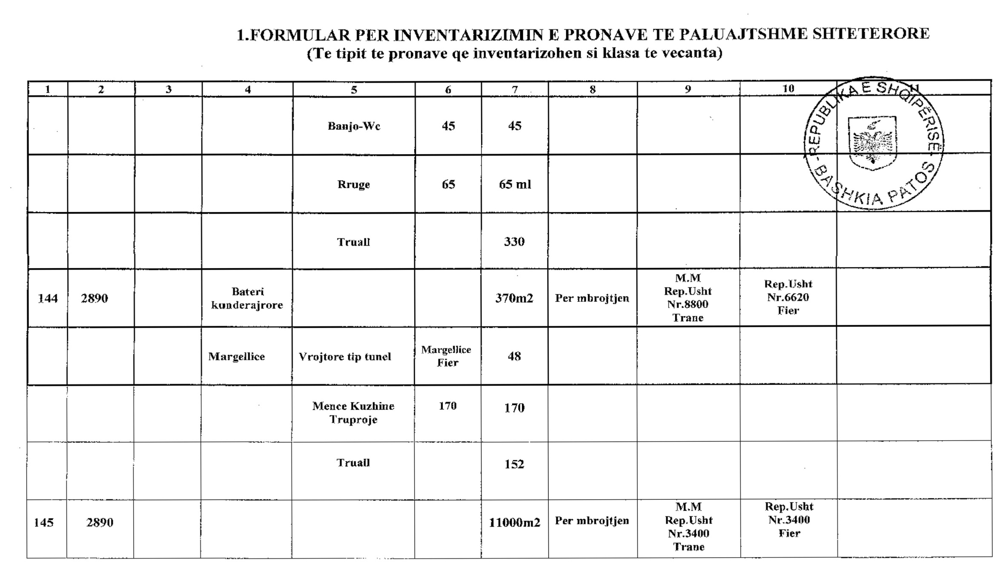 1.FORMULAR PER INVENTARIZIMIN E PRONAVE TE PALUAJTSHME SHTETERORE
(Te tipit te pronave qe inventarizohen si klasa te vecanta)
1 2 3 4 5 6 7 8 9 10 11
REPUBLIKA E SHQIPËRISË
BASHKIA PATOS
Banjo-Wc 45 45
Rruge 65 65 ml
Truall 330
144 2890 Bateri kunderajrore 370m2 Per mbrojtjen M.M Rep.Usht Nr.8800 Trane Rep.Usht Nr.6620 Fier
Margellice Vrojtore tip tunel Margellice Fier 48
Mence Kuzhine Truproje 170 170
Truall 152
145 2890 11000m2 Per mbrojtjen M.M Rep.Usht Nr.3400 Trane Rep.Usht Nr.3400 Fier